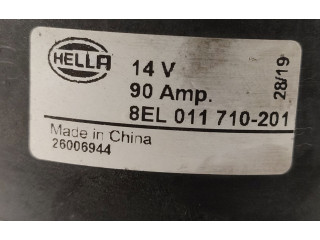 HELLA
14 V
90 Amp.
8EL 011 710-201
28/19
Made in China
26006944